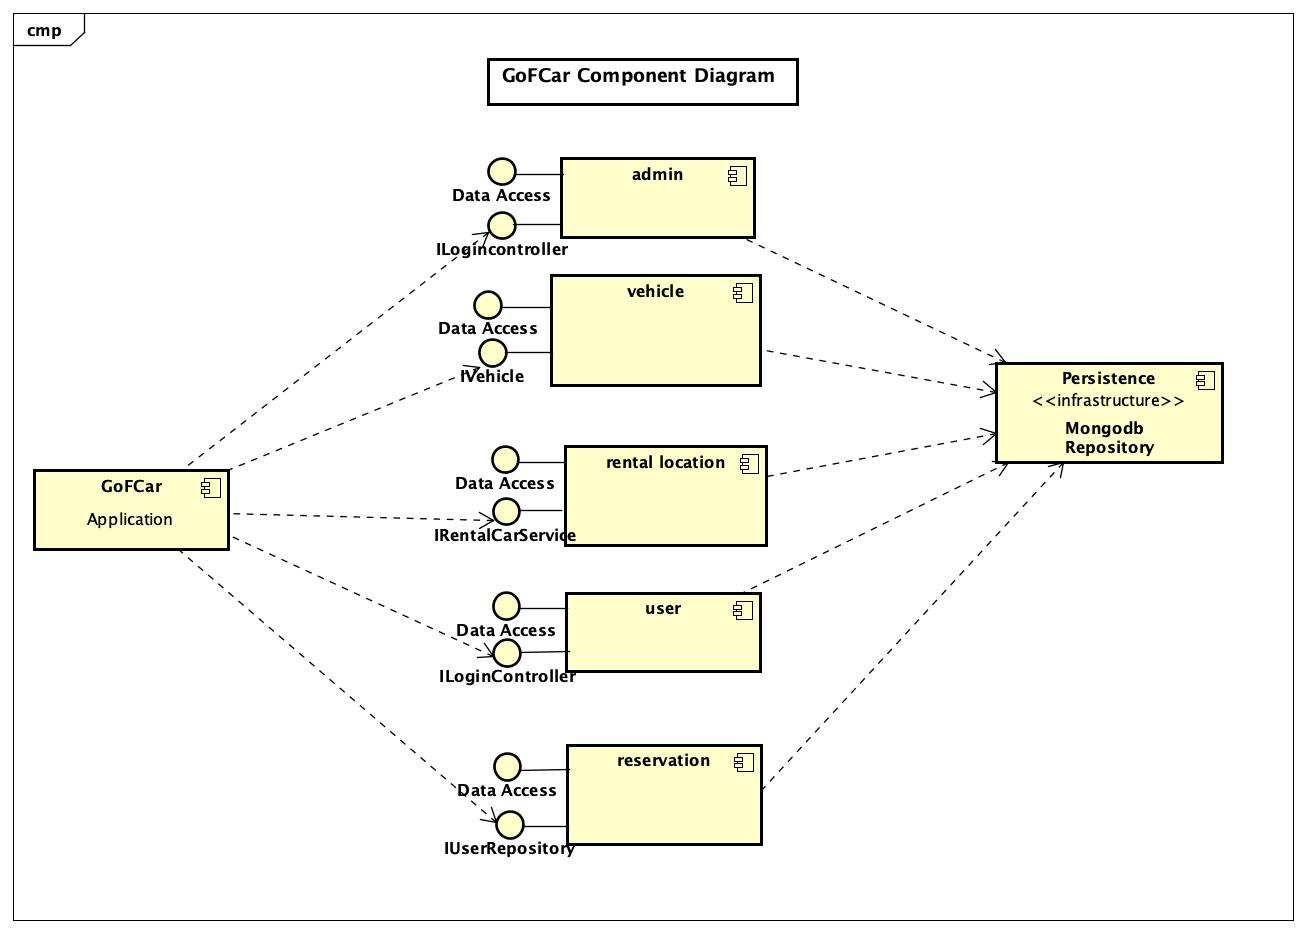 cmp
GoFCar Component Diagram
admin
Data Access
ILogincontroller
vehicle
Data Access
IVehicle
Persistence
<<infrastructure>>
Mongodb
Repository
rental location
Data Access
IRentalCarService
GoFCar
Application
user
Data Access
ILoginController
reservation
Data Access
IUserRepository